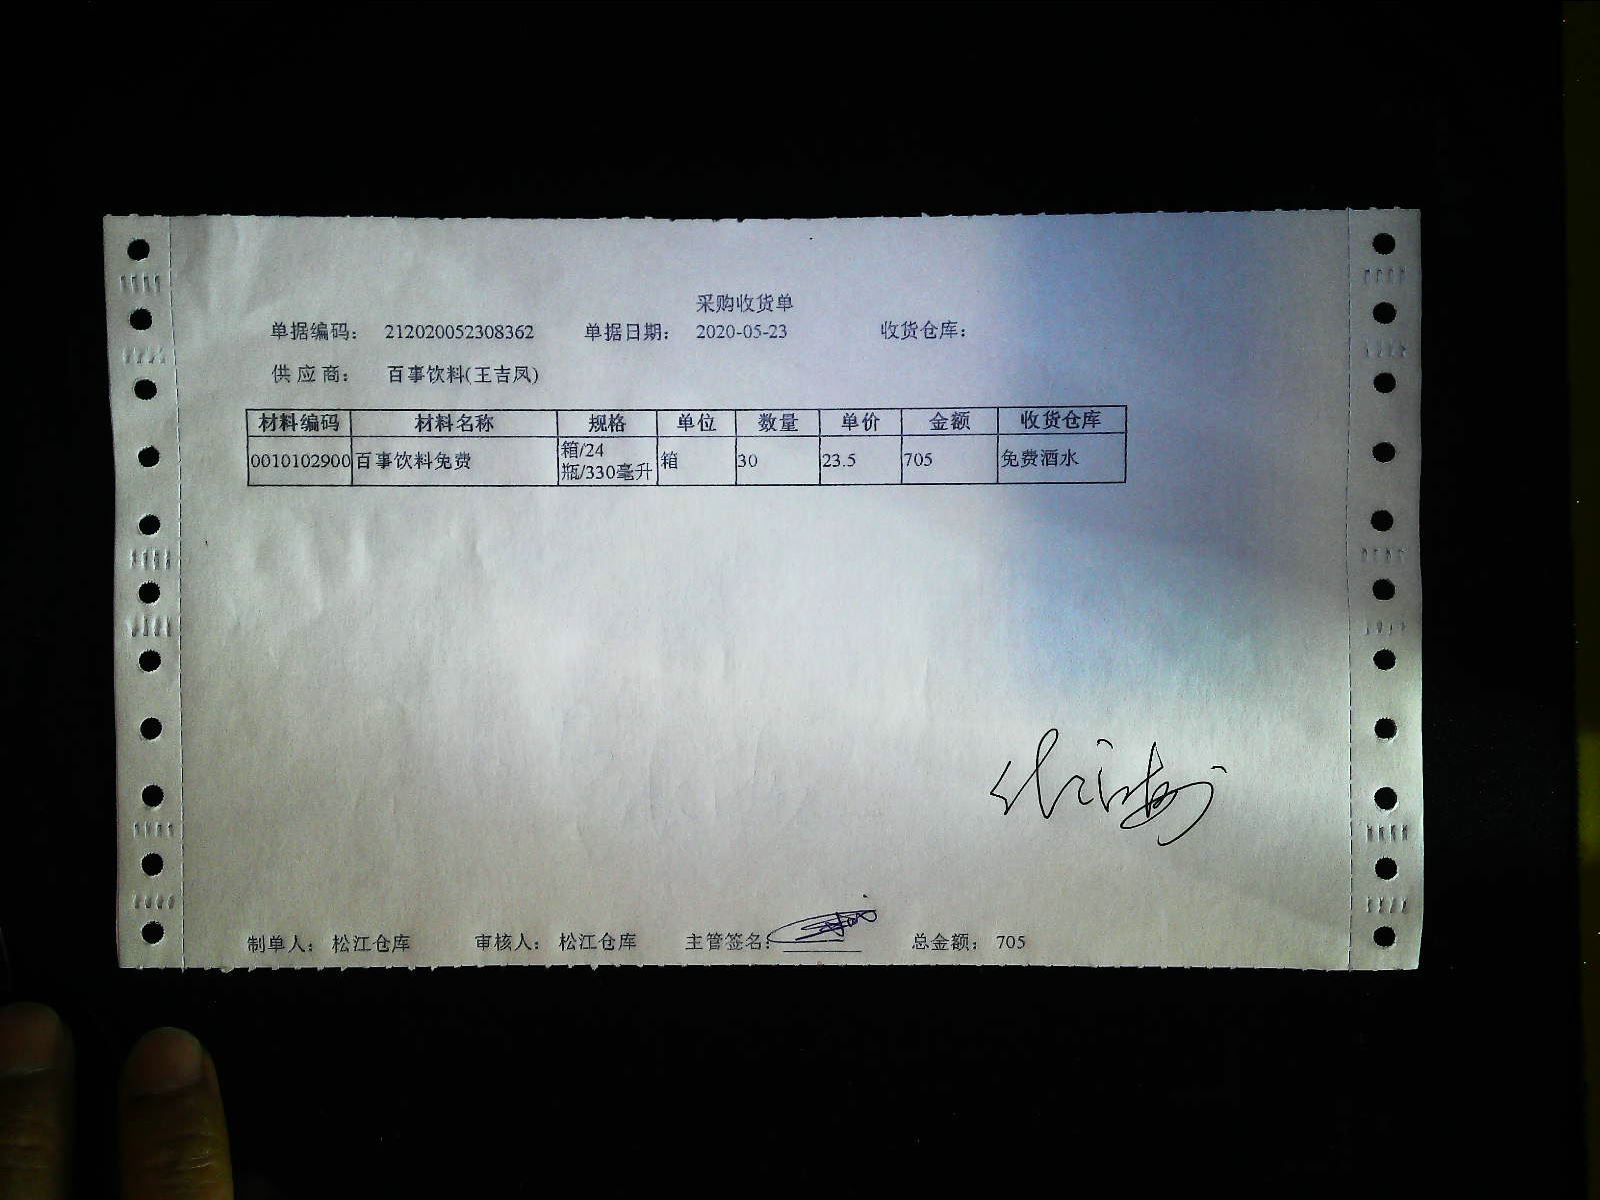 采购收货单
单据编码： 212020052308362 单据日期： 2020-05-23 收货仓库：
供 应 商： 百事饮料(王吉凤)
材料编码 材料名称 规格 单位 数量 单价 金额 收货仓库
0010102900 百事饮料免费 箱/24瓶/330毫升 箱 30 23.5 705 免费酒水
制单人： 松江仓库 审核人： 松江仓库 主管签名： 总金额： 705